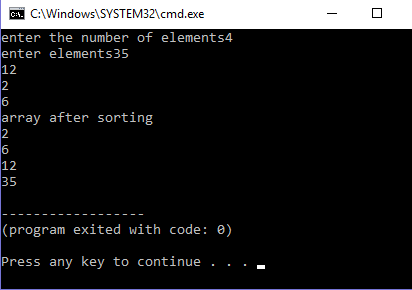 C:\Windows\SYSTEM32\cmd.exe
enter the number of elements4
enter elements35
12
2
6
array after sorting
2
6
12
35
------------------
(program exited with code: 0)
Press any key to continue . . .